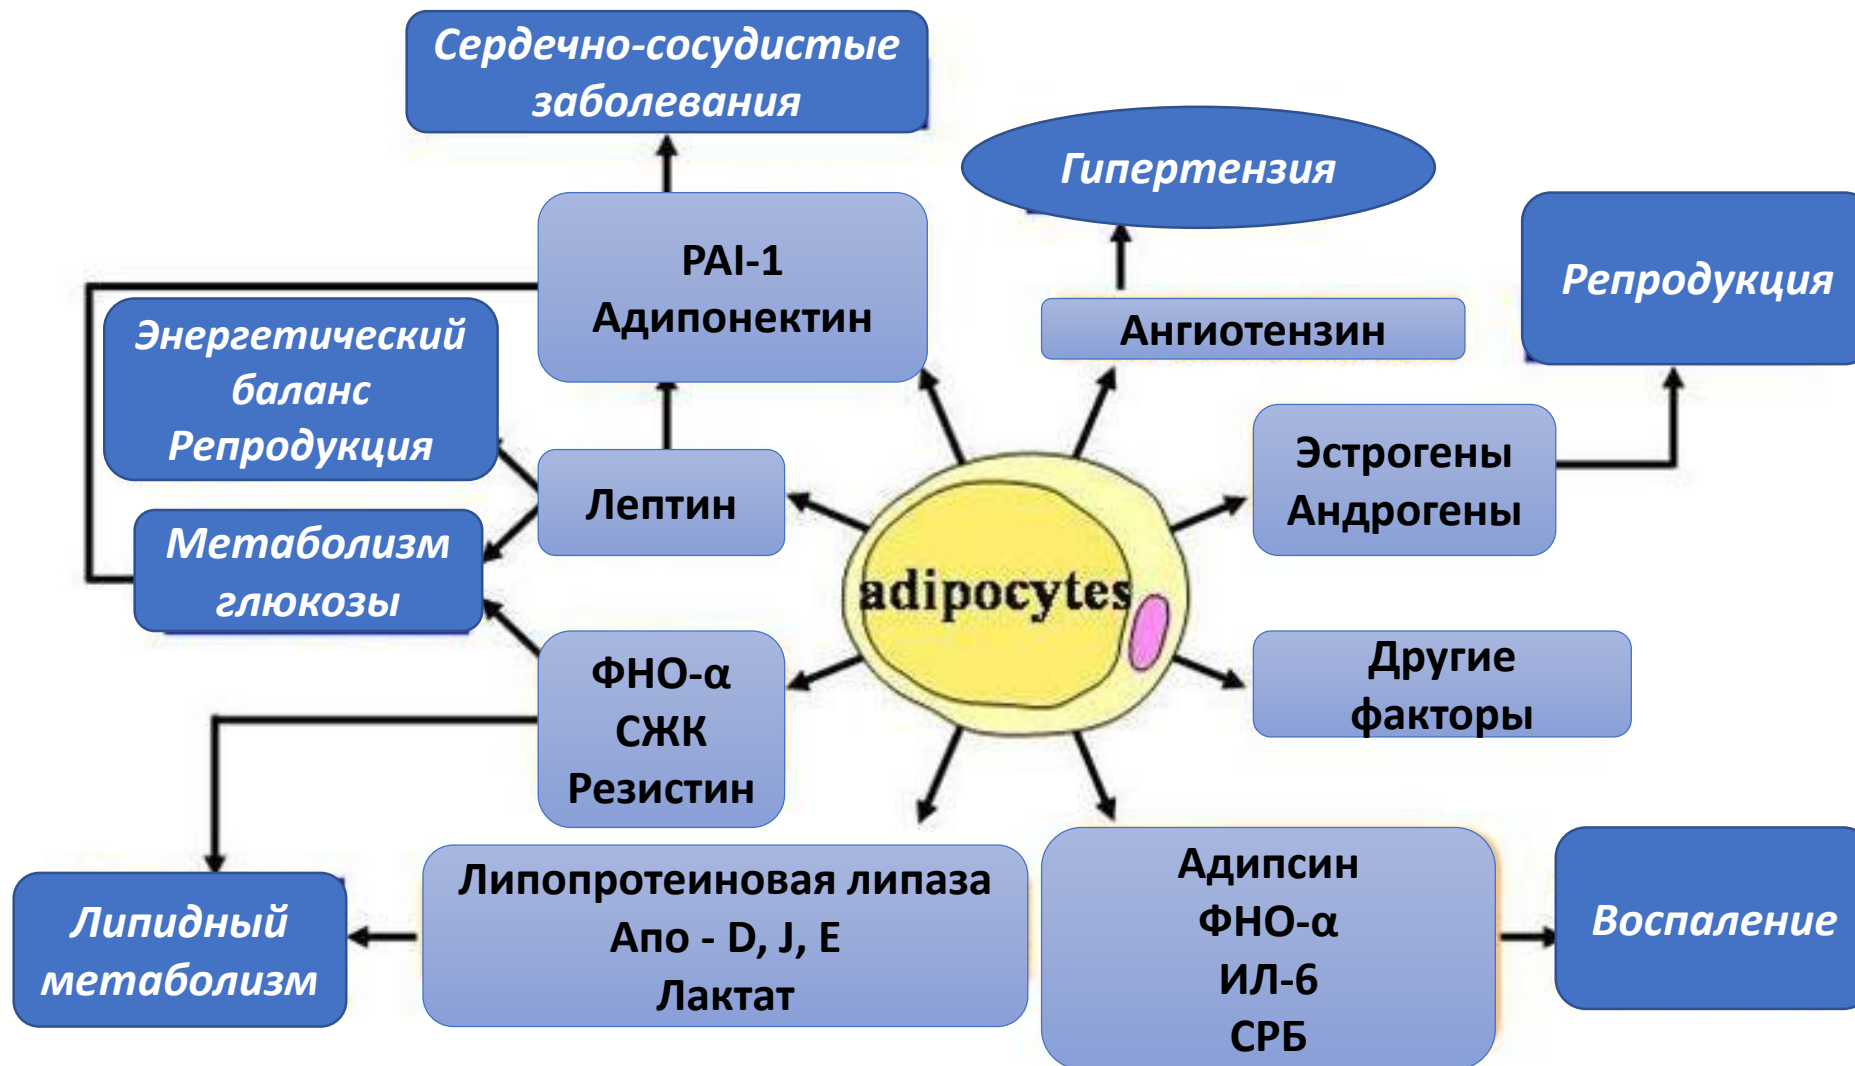 Сердечно-сосудистые
заболевания
Гипертензия
Репродукция
PAI-1
Адипонектин
Ангиотензин
Энергетический
баланс
Репродукция
Эстрогены
Андрогены
Лептин
Метаболизм
глюкозы
adipocytes
ФНО-α
СЖК
Резистин
Другие
факторы
Липопротеиновая липаза
Апо - D, J, E
Лактат
Адипсин
ФНО-α
ИЛ-6
СРБ
Воспаление
Липидный
метаболизм